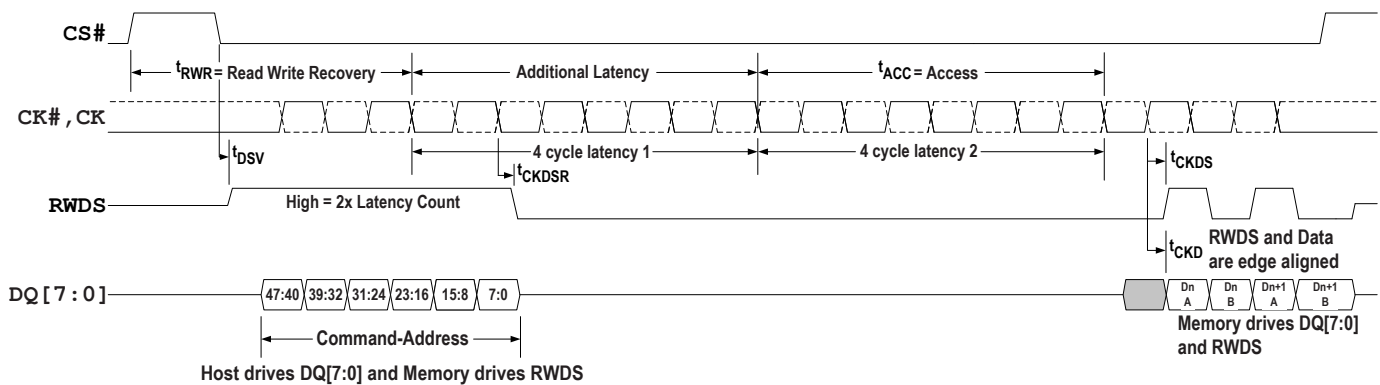 CS#
tRWR = Read Write Recovery
Additional Latency
tACC = Access
CK#,CK
tDSV
4 cycle latency 1
4 cycle latency 2
tCKDSR
tCKDS
RWDS
High = 2x Latency Count
tCKD
RWDS and Data
are edge aligned
DQ[7:0]
47:40 39:32 31:24 23:16 15:8 7:0
Dn A
Dn B
Dn+1 A
Dn+1 B
Command-Address
Memory drives DQ[7:0]
and RWDS
Host drives DQ[7:0] and Memory drives RWDS